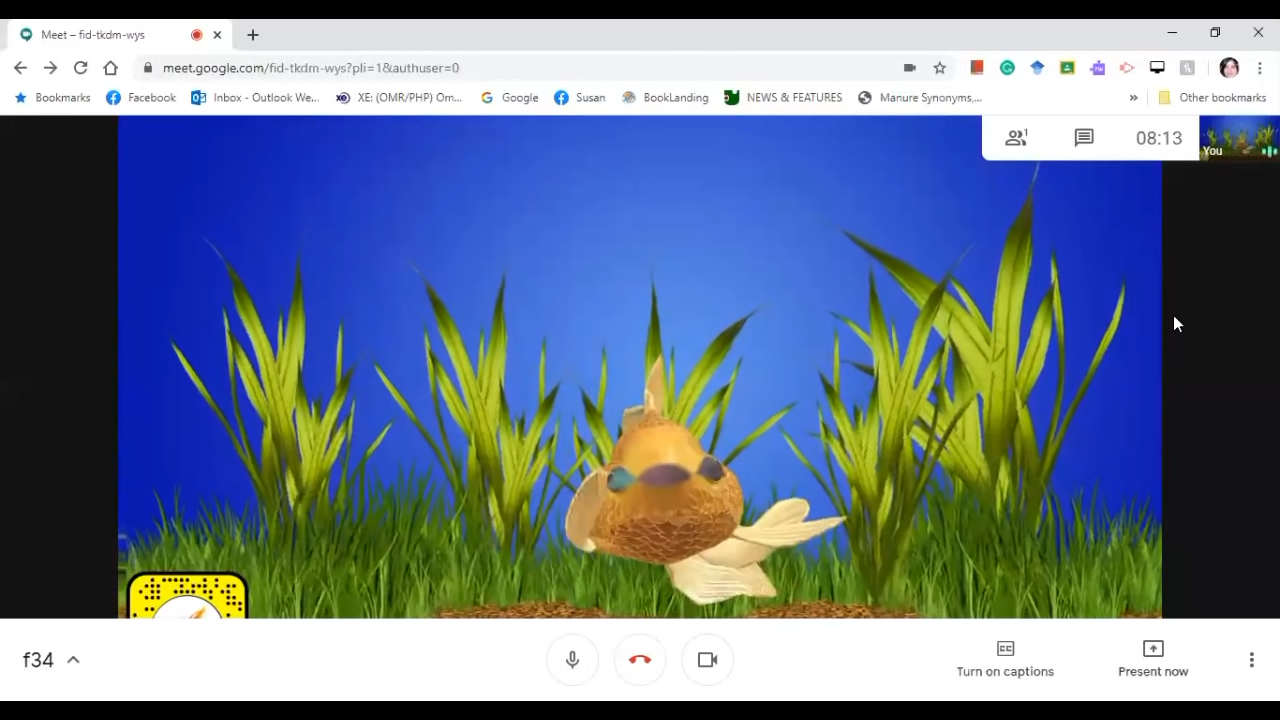 Meet – fid-tkdm-wys
meet.google.com/fid-tkdm-wys?pli=1&authuser=0
Bookmarks Facebook Inbox - Outlook We... XE: (OMR/PHP) Om... Google Susan BookLanding NEWS & FEATURES Manure Synonyms,... » Other bookmarks
1 08:13 You
f34
Turn on captions Present now